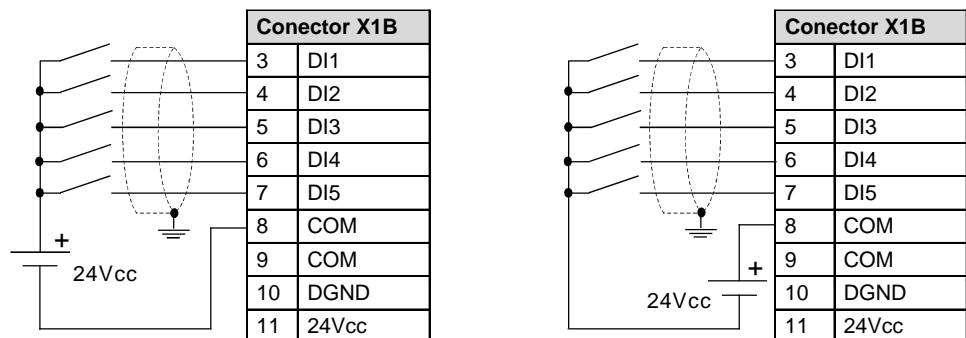 Conector X1B
3 DI1
4 DI2
5 DI3
6 DI4
7 DI5
8 COM
9 COM
10 DGND
11 24Vcc
+
24Vcc
Conector X1B
3 DI1
4 DI2
5 DI3
6 DI4
7 DI5
8 COM
9 COM
10 DGND
11 24Vcc
+
24Vcc